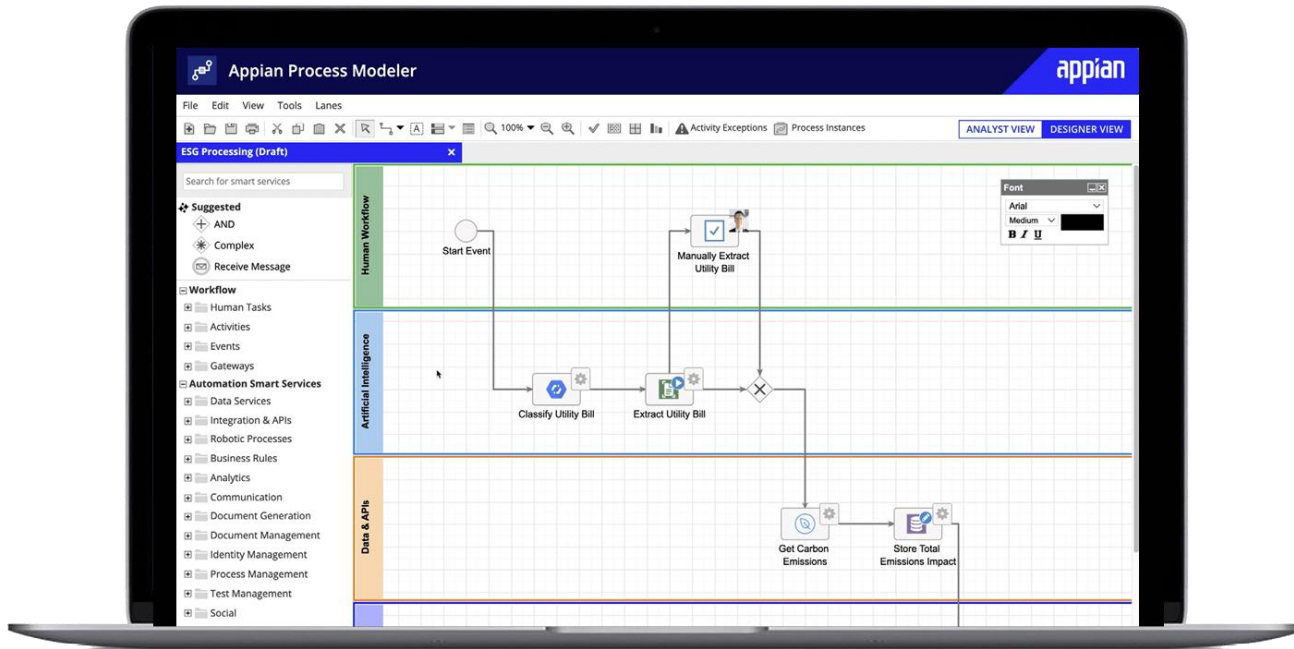 Appian Process Modeler
appian
File Edit View Tools Lanes
100% Activity Exceptions Process Instances ANALYST VIEW DESIGNER VIEW
ESG Processing (Draft)
Search for smart services
Suggested
AND
Complex
Receive Message
Workflow
Human Tasks
Activities
Events
Gateways
Automation Smart Services
Data Services
Integration & APIs
Robotic Processes
Business Rules
Analytics
Communication
Document Generation
Document Management
Identity Management
Process Management
Test Management
Social
Human Workflow
Start Event
Manually Extract
Utility Bill
Font
Arial
Medium
B I U
Artificial Intelligence
Classify Utility Bill
Extract Utility Bill
Data & APIs
Get Carbon
Emissions
Store Total
Emissions Impact